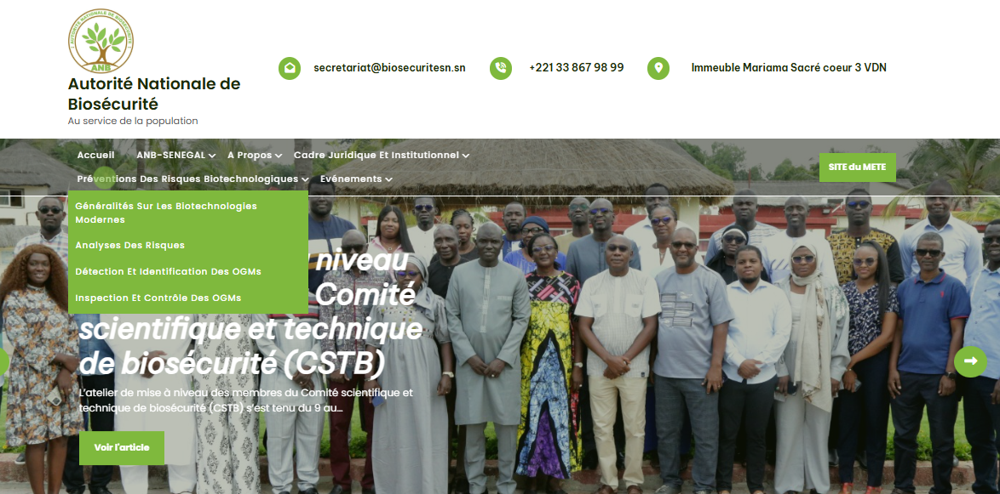 AUTORITÉ NATIONALE DE BIOSÉCURITÉ
ANB
Autorité Nationale de
Biosécurité
Au service de la population
secretariat@biosecuritesn.sn
+221 33 867 98 99
Immeuble Mariama Sacré coeur 3 VDN
Accueil
ANB-SENEGAL
A Propos
Cadre Juridique Et Institutionnel
Préventions Des Risques Biotechnologiques
Evénements
SITE du METE
Généralités Sur Les Biotechnologies
Modernes
Analyses Des Risques
Détection Et Identification Des OGMs
Inspection Et Contrôle Des OGMs
niveau
Comité
scientifique et technique
de biosécurité (CSTB)
L'atelier de mise à niveau des membres du Comité scientifique et
technique de biosécurité (CSTB) s'est tenu du 9 au...
Voir l'article